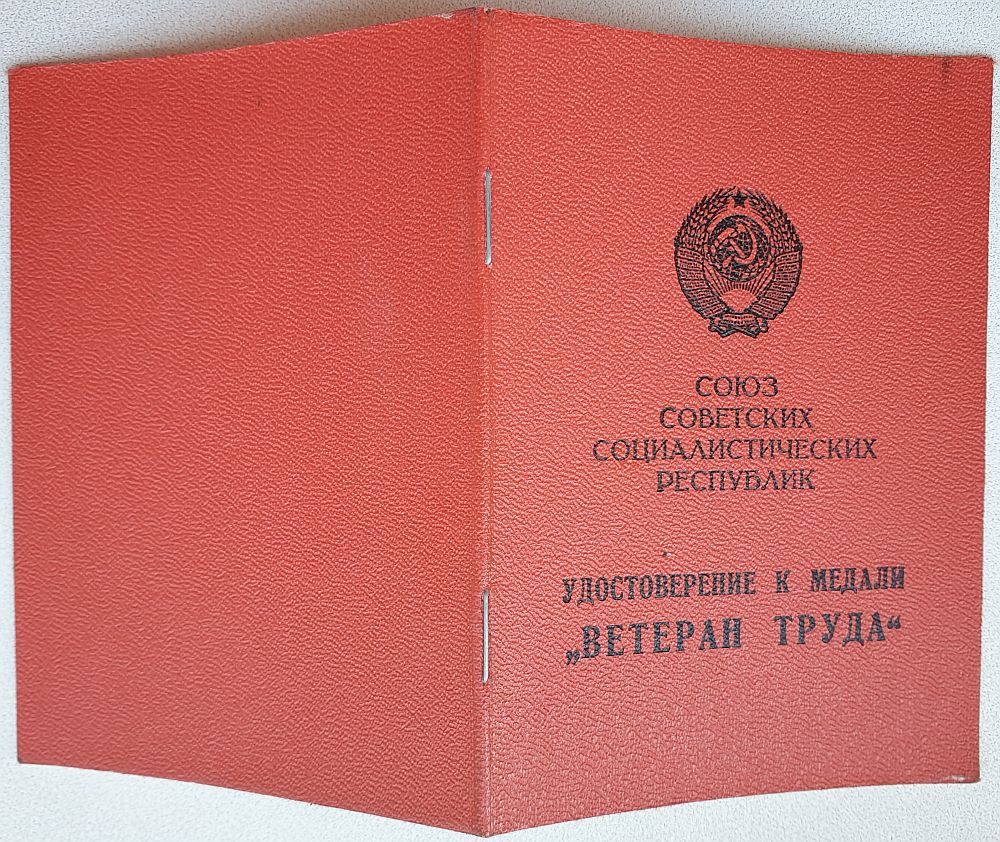 СОЮЗ
СОВЕТСКИХ
СОЦИАЛИСТИЧЕСКИХ
РЕСПУБЛИК
УДОСТОВЕРЕНИЕ К МЕДАЛИ
„ВЕТЕРАН ТРУДА“